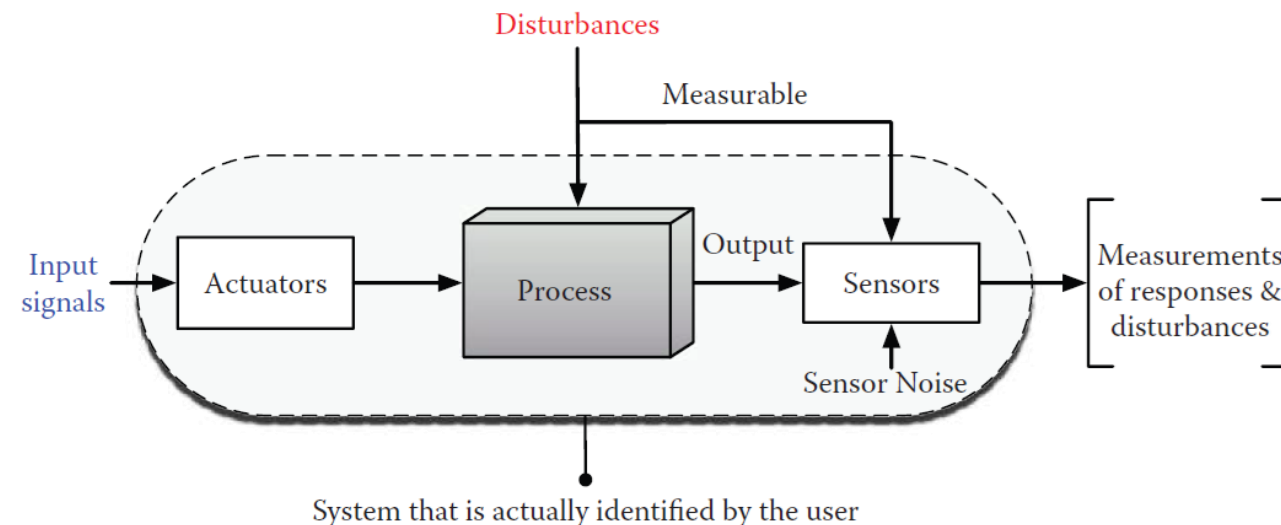 Disturbances
Measurable
Input
signals
Actuators
Process
Output
Sensors
Sensor Noise
Measurements
of responses &
disturbances
System that is actually identified by the user